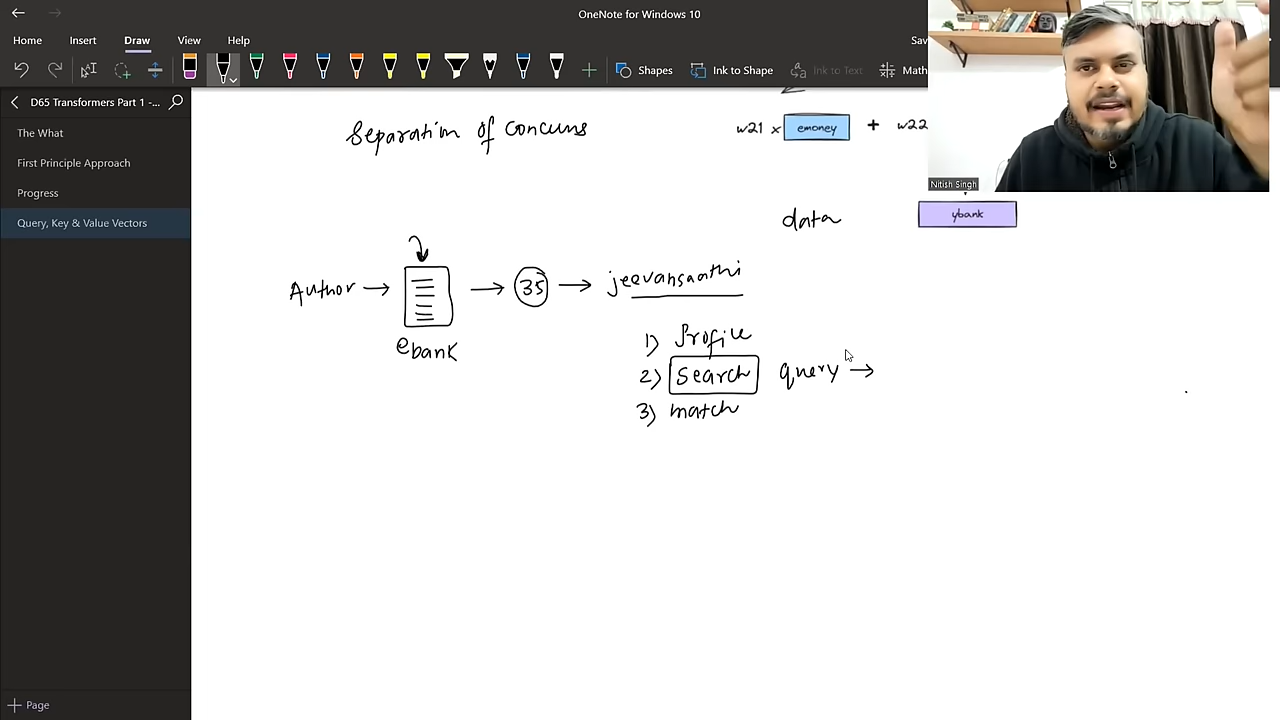 OneNote for Windows 10
Home Insert Draw View Help
Shapes Ink to Shape Ink to Text Math
D65 Transformers Part 1 -...
The What
First Principle Approach
Progress
Query, Key & Value Vectors
Page
Separation of concerns
w21 x emoney + w22
Nitish Singh
data
ybank
Author → → 35 → jeevansaathi
ebank
1) Profile
2) Search query →
3) match